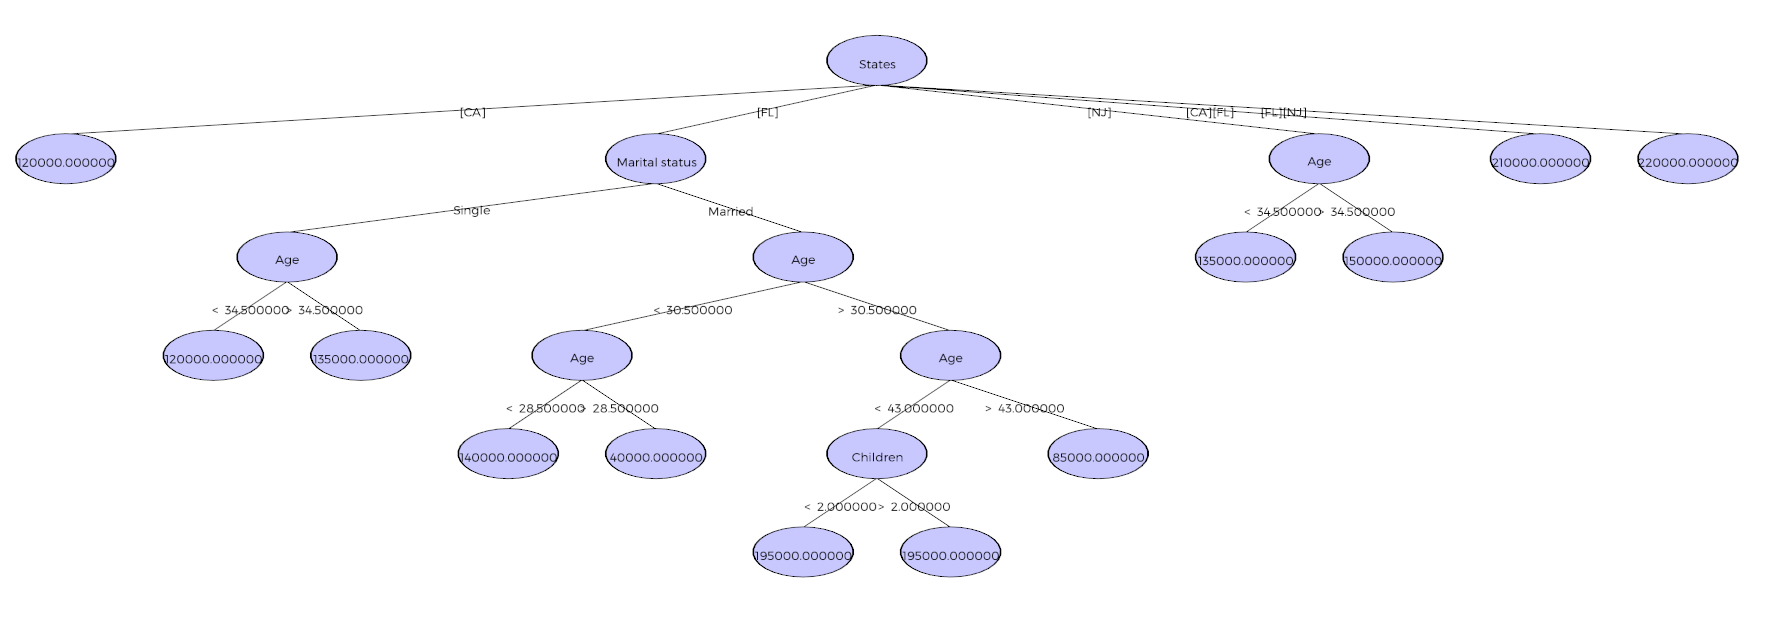 States
[CA] [FL] [NJ] [CA][FL] [FL][NJ]
120000.000000 Marital status Age 210000.000000 220000.000000
Single Married < 34.500000 > 34.500000
Age Age 135000.000000 150000.000000
< 34.500000 > 34.500000 < 30.500000 > 30.500000
120000.000000 135000.000000 Age Age
< 28.500000 > 28.500000 < 43.000000 > 43.000000
140000.000000 40000.000000 Children 85000.000000
< 2.000000 > 2.000000
195000.000000 195000.000000